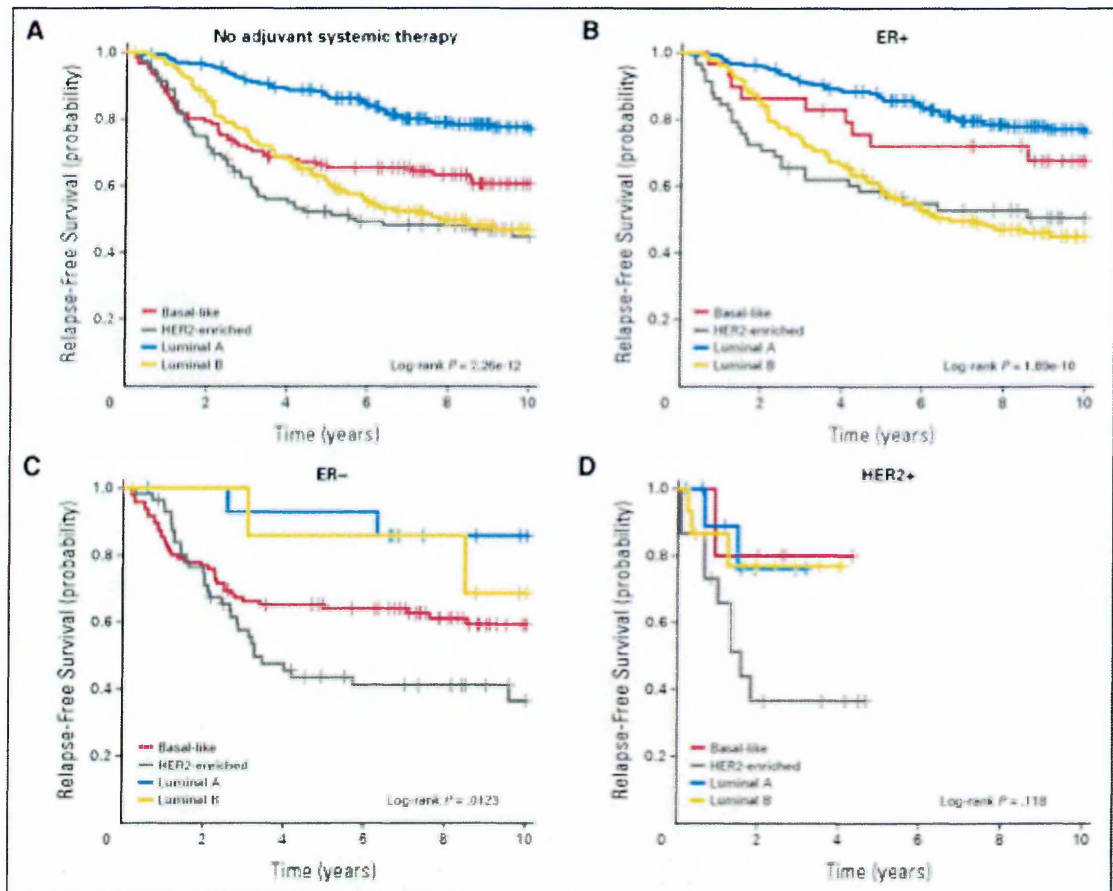 A
No adjuvant systemic therapy
Relapse-Free Survival (probability)
1.0
0.8
0.6
0.4
0.2
Basal-like
HER2-enriched
Luminal A
Luminal B
Log-rank P = 2.26e-12
0 2 4 6 8 10
Time (years)
B
ER+
Relapse-Free Survival (probability)
1.0
0.8
0.6
0.4
0.2
Basal-like
HER2-enriched
Luminal A
Luminal B
Log-rank P =
0 2 4 6 8 10
Time (years)
C
ER–
Relapse-Free Survival (probability)
1.0
0.8
0.6
0.4
0.2
Basal-like
HER2-enriched
Luminal A
Luminal B
Log-rank P = .0123
0 2 4 6 8 10
Time (years)
D
HER2+
Relapse-Free Survival (probability)
1.0
0.8
0.6
0.4
0.2
Basal-like
HER2-enriched
Luminal A
Luminal B
Log-rank P = .118
0 2 4 6 8 10
Time (years)